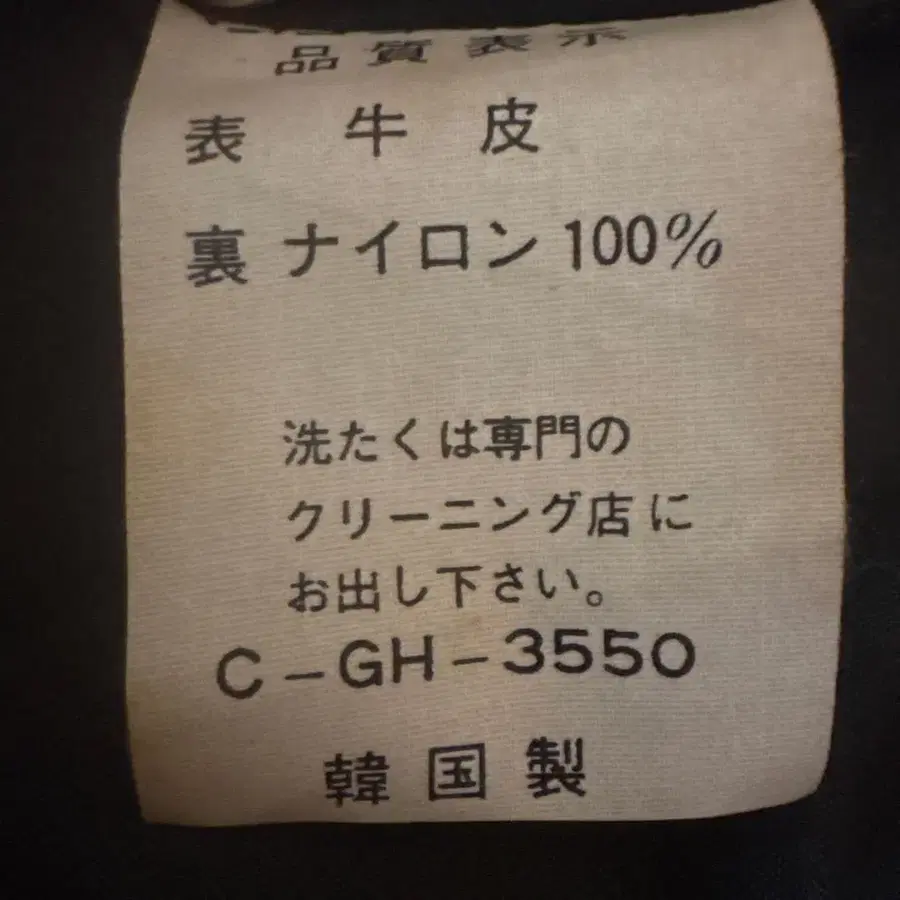 品質表示
表 牛 皮
裏 ナイロン 100%
洗たくは専門の
クリーニング店に
お出し下さい。
C-GH-3550
韓国製